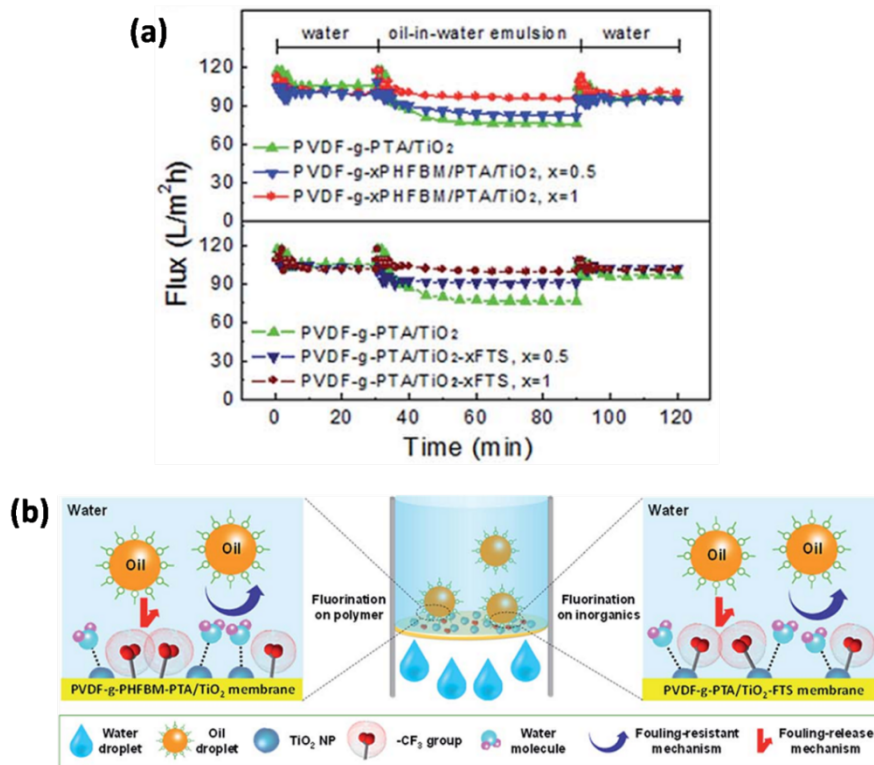 (a)
water oil-in-water emulsion water
120
90
60
30
0
PVDF-g-PTA/TiO₂
PVDF-g-xPHFBM/PTA/TiO₂, x=0.5
PVDF-g-xPHFBM/PTA/TiO₂, x=1
Flux (L/m²h)
120
90
60
30
0
PVDF-g-PTA/TiO₂
PVDF-g-PTA/TiO₂-xFTS, x=0.5
PVDF-g-PTA/TiO₂-xFTS, x=1
0 20 40 60 80 100 120
Time (min)
(b)
Water
Oil
Oil
PVDF-g-PHFBM-PTA/TiO₂ membrane
Fluorination
on polymer
Fluorination
on inorganics
Water
Oil
Oil
PVDF-g-PTA/TiO₂-FTS membrane
Water
droplet
Oil
droplet
TiO₂ NP
-CF₃ group
Water
molecule
Fouling-resistant
mechanism
Fouling-release
mechanism